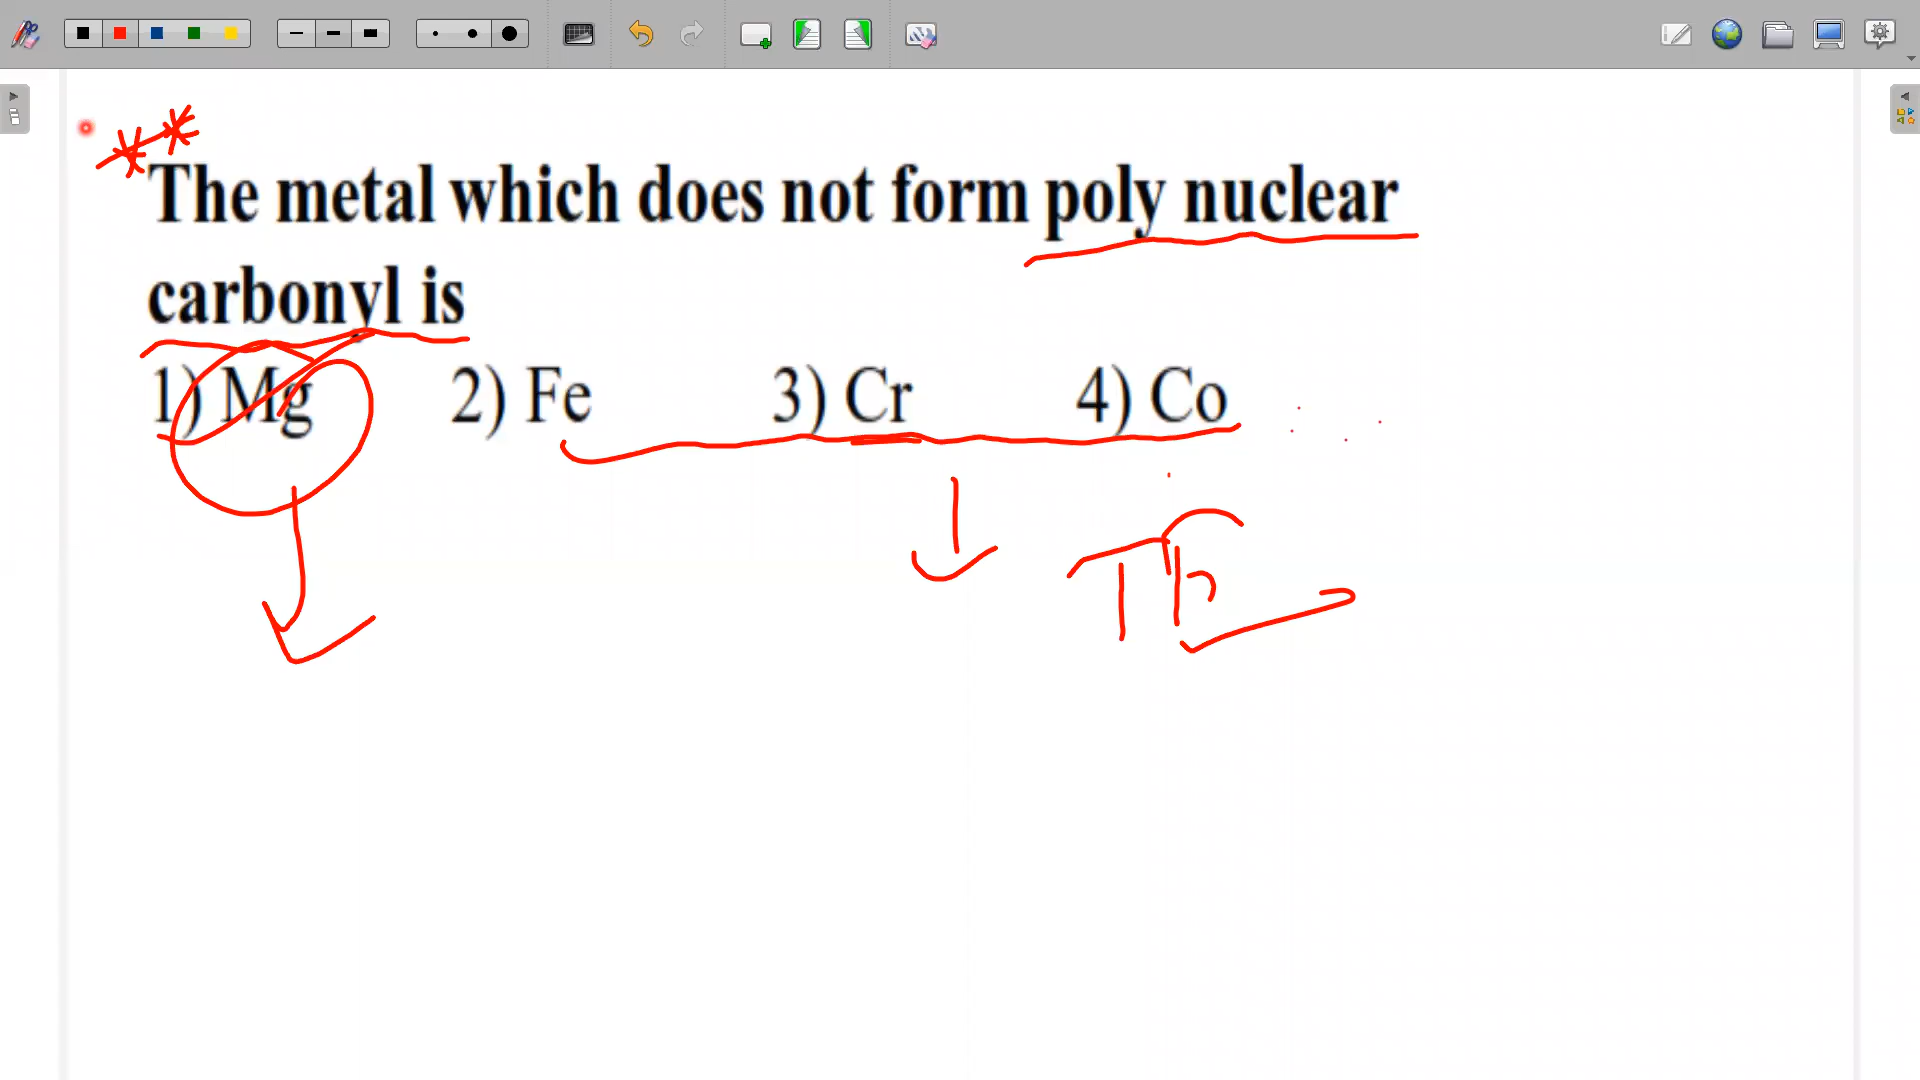 The metal which does not form poly nuclear
carbonyl is
1) Mg 2) Fe 3) Cr 4) Co